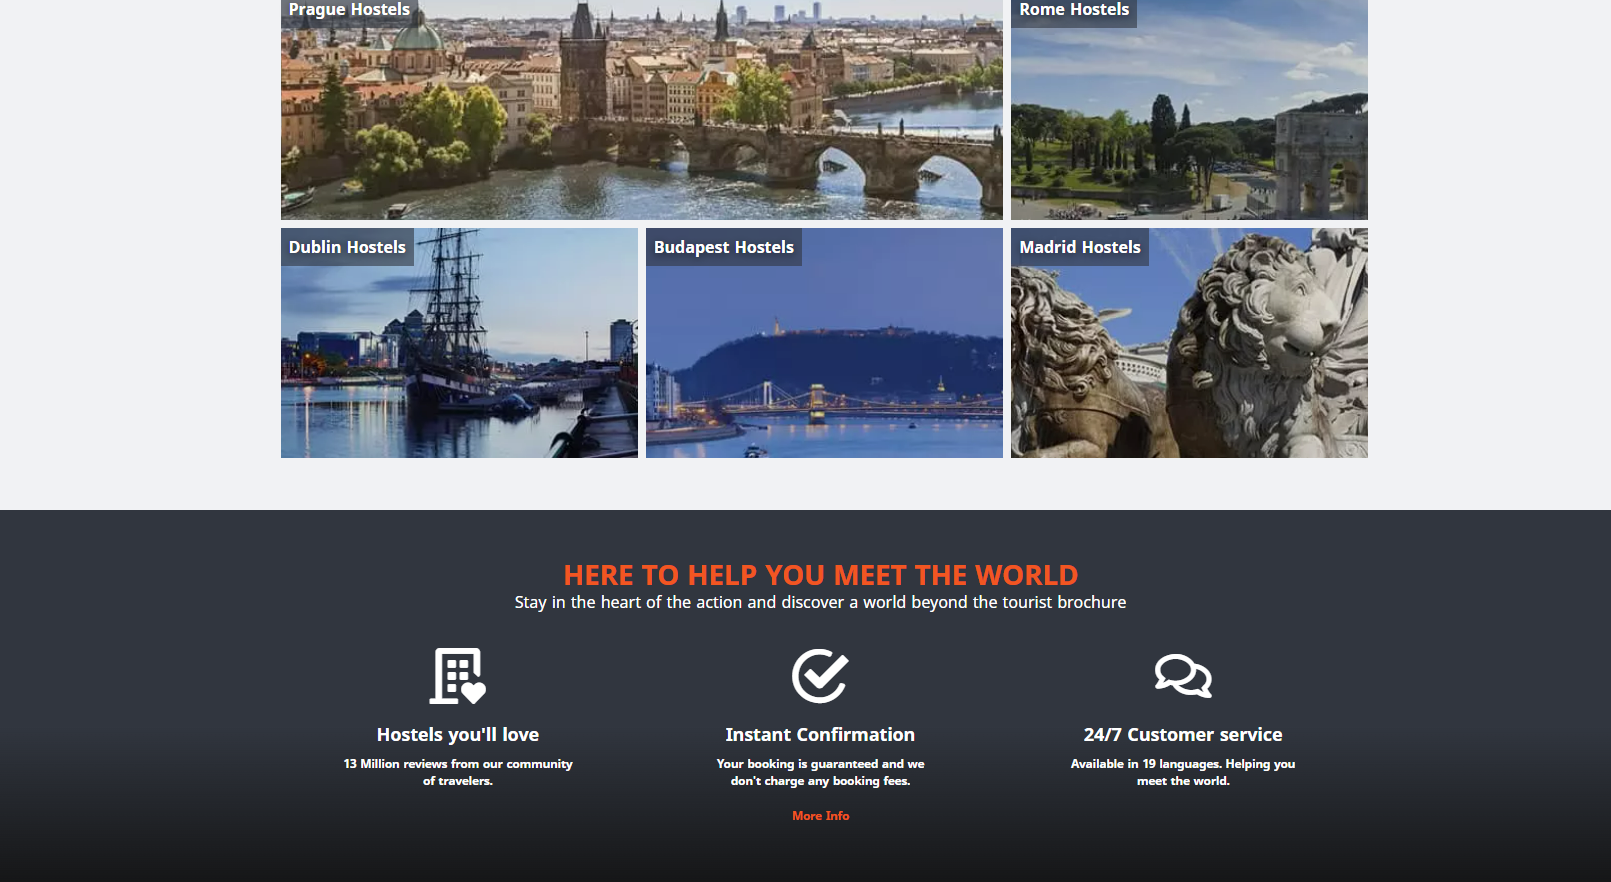 Prague Hostels
Rome Hostels
Dublin Hostels
Budapest Hostels
Madrid Hostels
HERE TO HELP YOU MEET THE WORLD
Stay in the heart of the action and discover a world beyond the tourist brochure
Hostels you'll love
13 Million reviews from our community
of travelers.
Instant Confirmation
Your booking is guaranteed and we
don't charge any booking fees.
More Info
24/7 Customer service
Available in 19 languages. Helping you
meet the world.